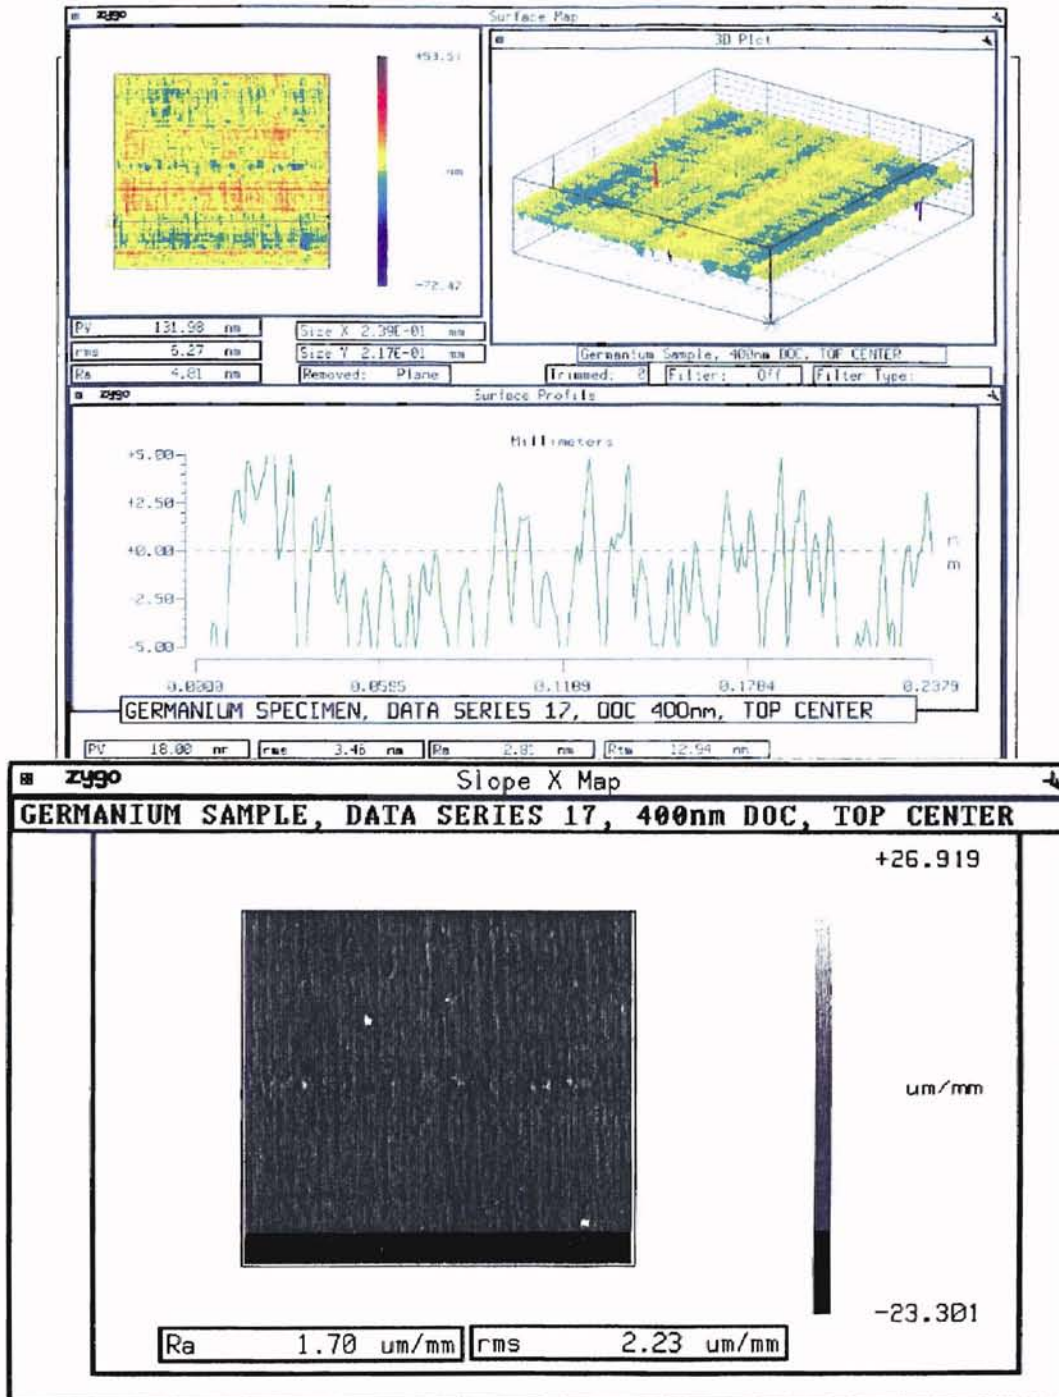 zygo Surface Map
+53.51
nm
-72.47
3D Plot
PV 131.98 nm
rms 6.27 nm
Ra 4.81 nm
Size X 2.39E-01 mm
Size Y 2.17E-01 mm
Removed: Plane
Germanium Sample, 400nm DOC, TOP CENTER
Trimmed: 0 Filter: Off Filter Type:
zygo Surface Profile
Millimeters
+5.00
+2.50
+0.00
-2.50
-5.00
n
m
0.0000 0.0595 0.1189 0.1784 0.2379
GERMANIUM SPECIMEN, DATA SERIES 17, DOC 400nm, TOP CENTER
PV 18.00 nm rms 3.46 nm Ra 2.81 nm Rtm 12.94 nm
zygo Slope X Map
GERMANIUM SAMPLE, DATA SERIES 17, 400nm DOC, TOP CENTER
+26.919
um/mm
-23.301
Ra 1.70 um/mm rms 2.23 um/mm